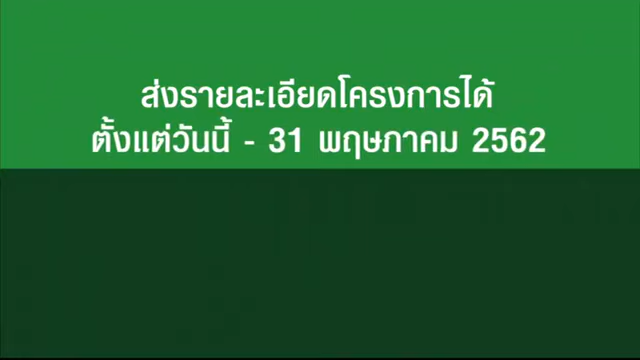 ส่งรายละเอียดโครงการได้
ตั้งแต่วันนี้ - 31 พฤษภาคม 2562